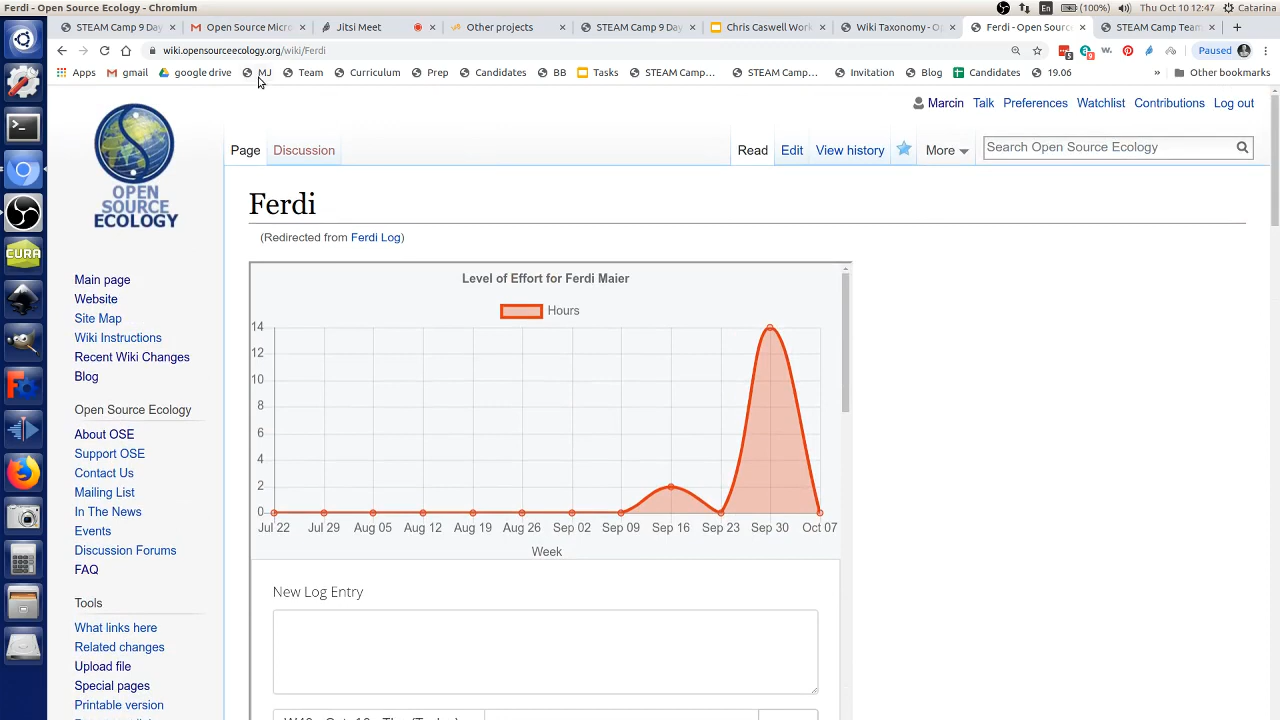 Ferdi - Open Source Ecology - Chromium
En (100%) Thu Oct 10 12:47 Catarina
STEAM Camp 9 Day × Open Source Micro × Jitsi Meet × Other projects × STEAM Camp 9 Day × Chris Caswell Work × Wiki Taxonomy - Op × Ferdi - Open Sourc × STEAM Camp Team × +
wiki.opensourceecology.org/wiki/Ferdi Paused
Apps gmail google drive MJ Team Curriculum Prep Candidates BB Tasks STEAM Camp... STEAM Camp... Invitation Blog Candidates 19.06 » Other bookmarks
Marcin Talk Preferences Watchlist Contributions Log out
Page Discussion Read Edit View history More Search Open Source Ecology
OPEN
SOURCE
ECOLOGY
CURA
Ferdi
(Redirected from Ferdi Log)
Main page
Website
Site Map
Wiki Instructions
Recent Wiki Changes
Blog
Open Source Ecology
About OSE
Support OSE
Contact Us
Mailing List
In The News
Events
Discussion Forums
FAQ
Tools
What links here
Related changes
Upload file
Special pages
Printable version
Level of Effort for Ferdi Maier
Hours
14
12
10
8
6
4
2
0
Jul 22 Jul 29 Aug 05 Aug 12 Aug 19 Aug 26 Sep 02 Sep 09 Sep 16 Sep 23 Sep 30 Oct 07
Week
New Log Entry